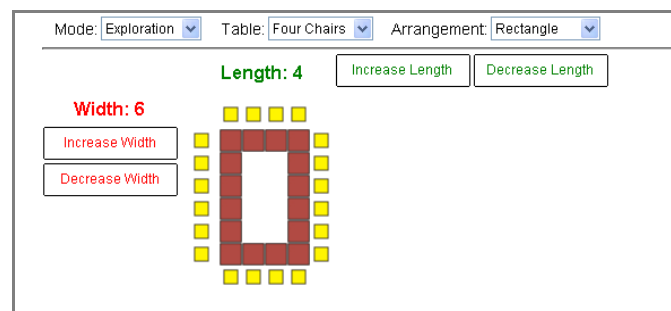 Mode: Exploration Table: Four Chairs Arrangement: Rectangle
Length: 4 Increase Length Decrease Length
Width: 6
Increase Width
Decrease Width